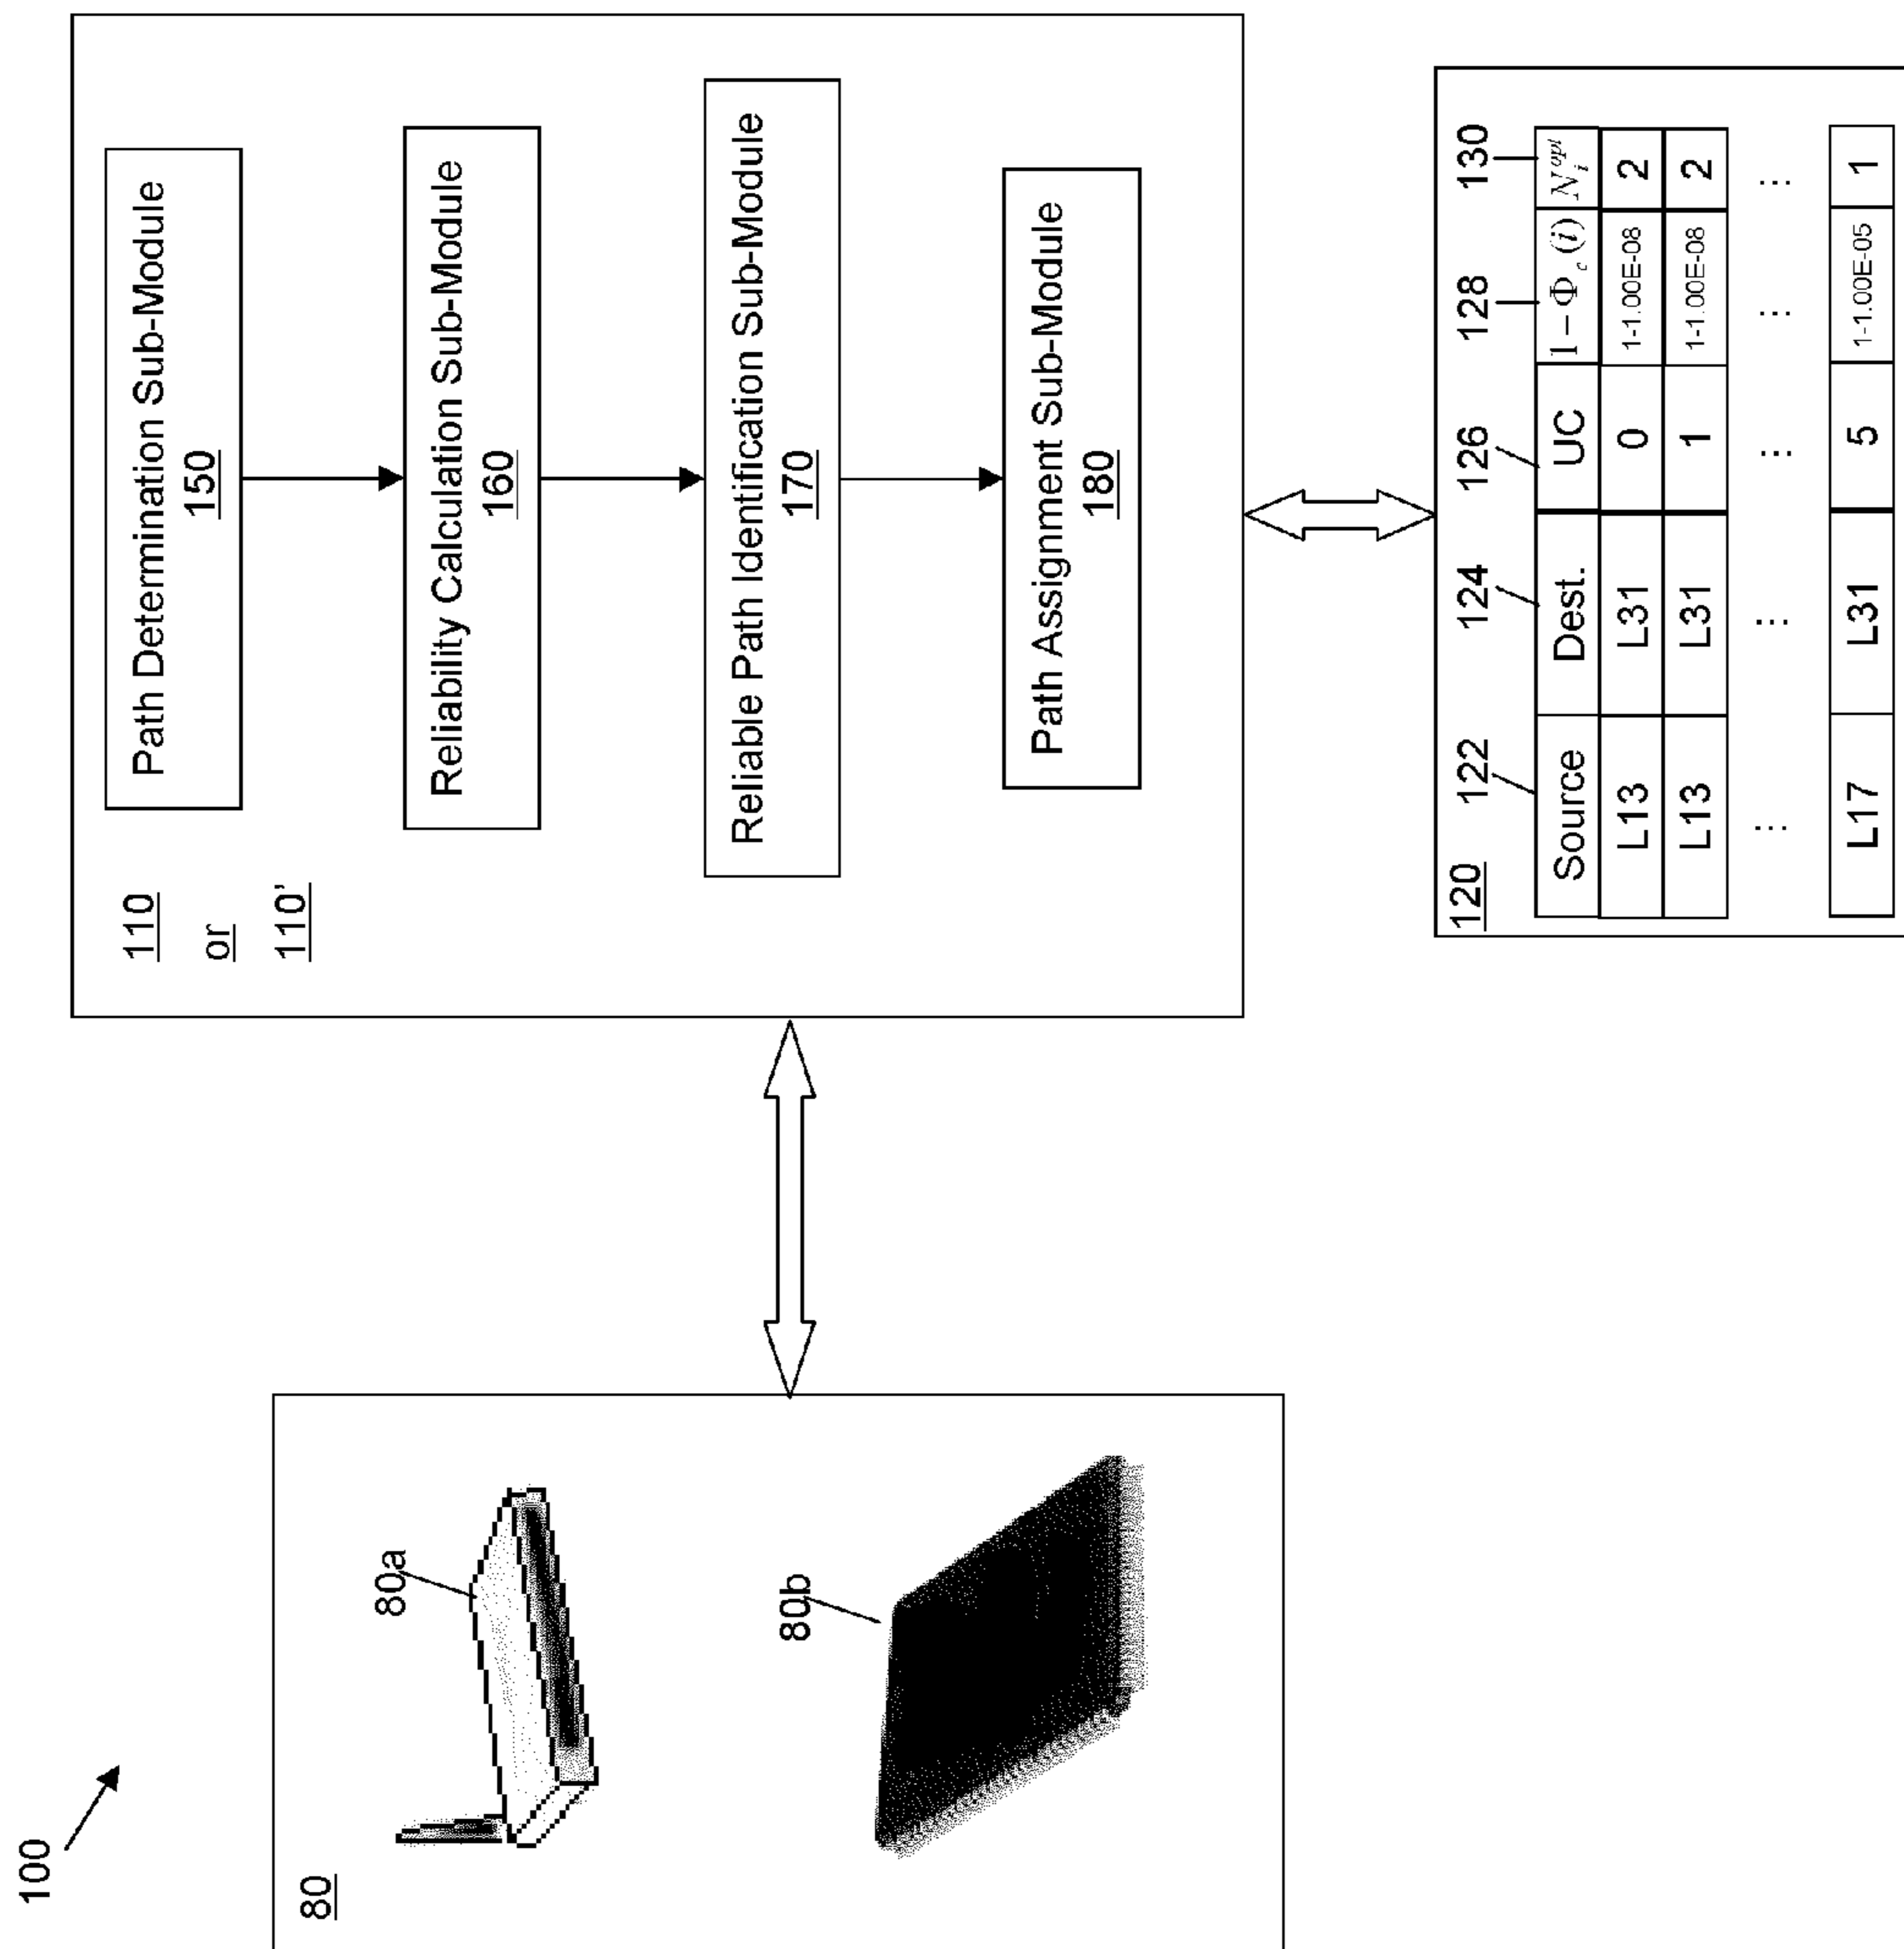 100
80
80a
80b
110
or
110'
Path Determination Sub-Module
150
Reliability Calculation Sub-Module
160
Reliable Path Identification Sub-Module
170
Path Assignment Sub-Module
180
120
122 124 126 128 130
Source Dest. UC 1−Φc(i) Ni^opt
L13 L31 0 1-1.00E-08 2
L13 L31 1 1-1.00E-08 2
... ... ... ... ...
L17 L31 5 1-1.00E-05 1